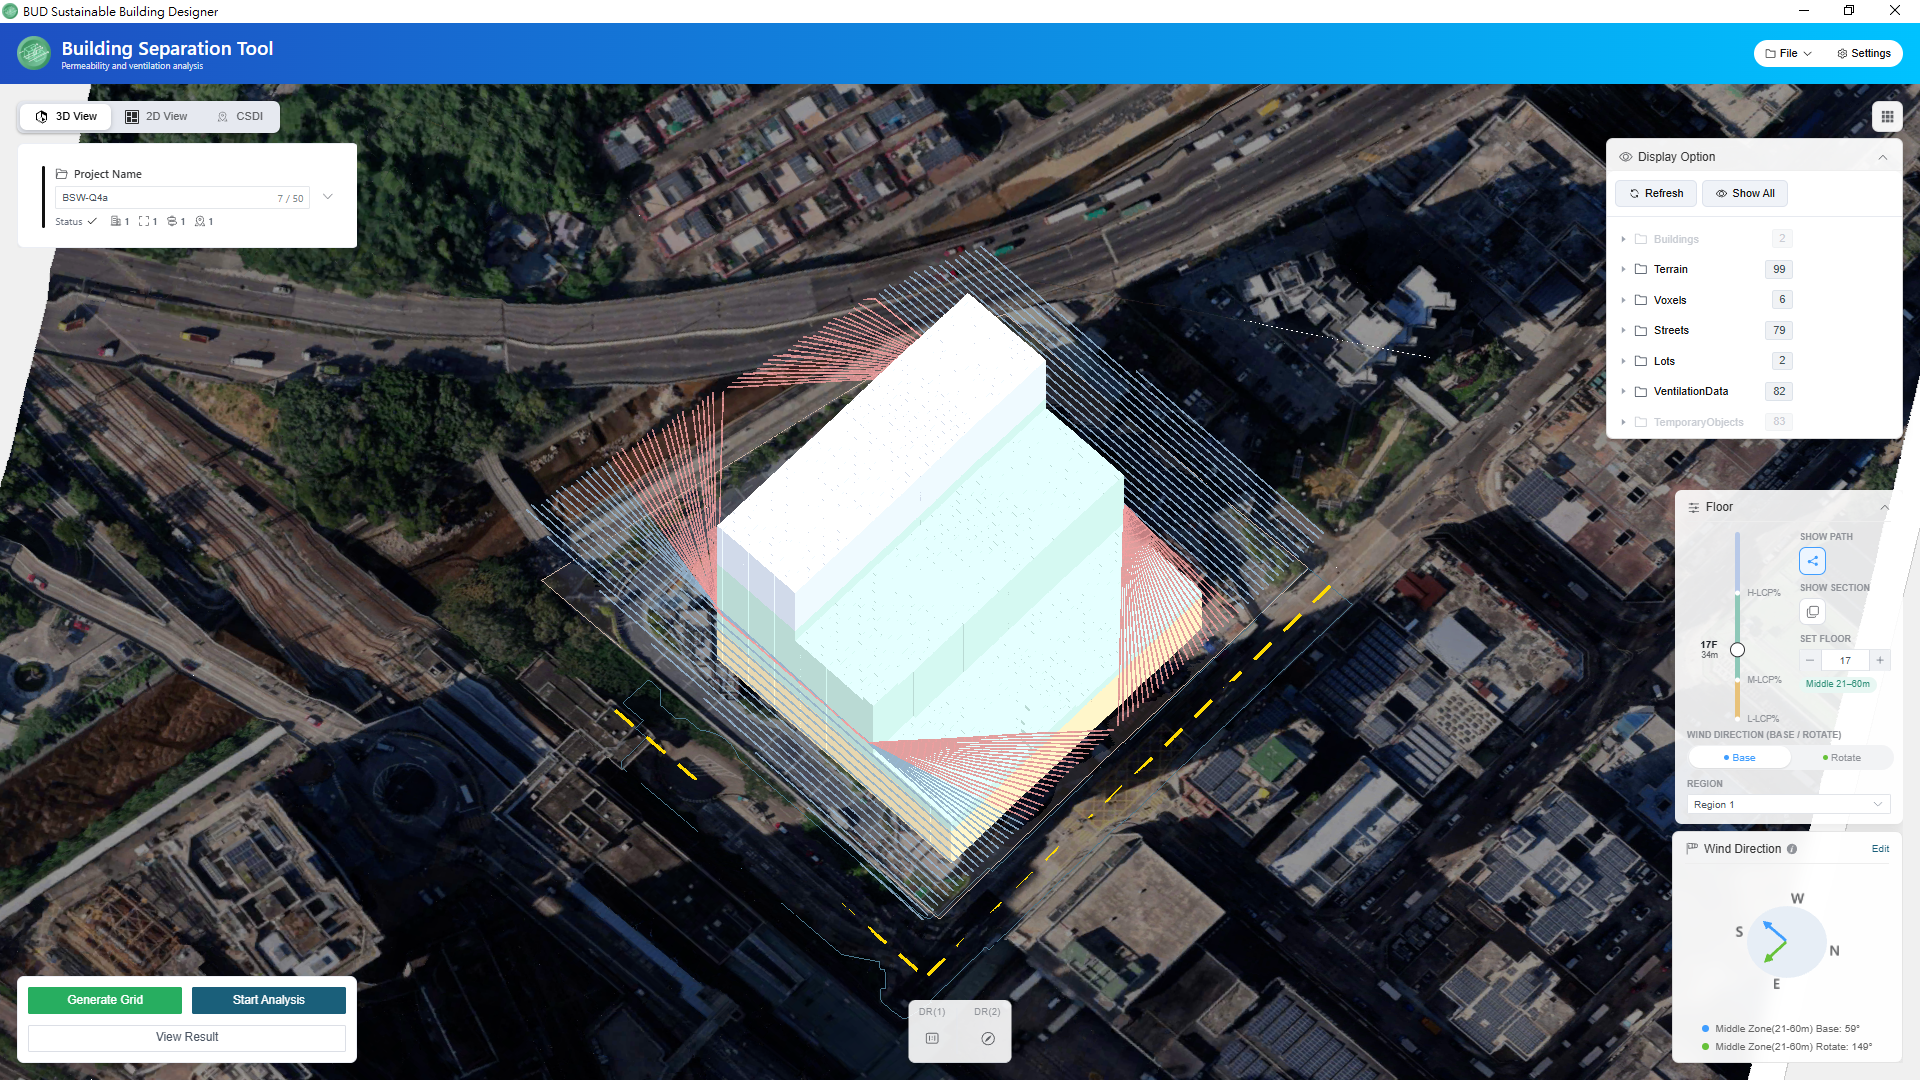 BUD Sustainable Building Designer
Building Separation Tool
Permeability and ventilation analysis
File
Settings
3D View
2D View
CSDI
Project Name
BSW-Q4a
7 / 50
Status
1
1
1
1
Display Option
Refresh
Show All
Buildings 2
Terrain 99
Voxels 6
Streets 79
Lots 2
VentilationData 82
TemporaryObjects 83
Floor
SHOW PATH
H-LCP%
SHOW SECTION
SET FLOOR
17F
34m
17
M-LCP%
Middle 21–60m
L-LCP%
WIND DIRECTION (BASE / ROTATE)
Base
Rotate
REGION
Region 1
Wind Direction
Edit
W
S
N
E
Middle Zone(21-60m) Base: 59°
Middle Zone(21-60m) Rotate: 149°
Generate Grid
Start Analysis
View Result
DR(1)
DR(2)